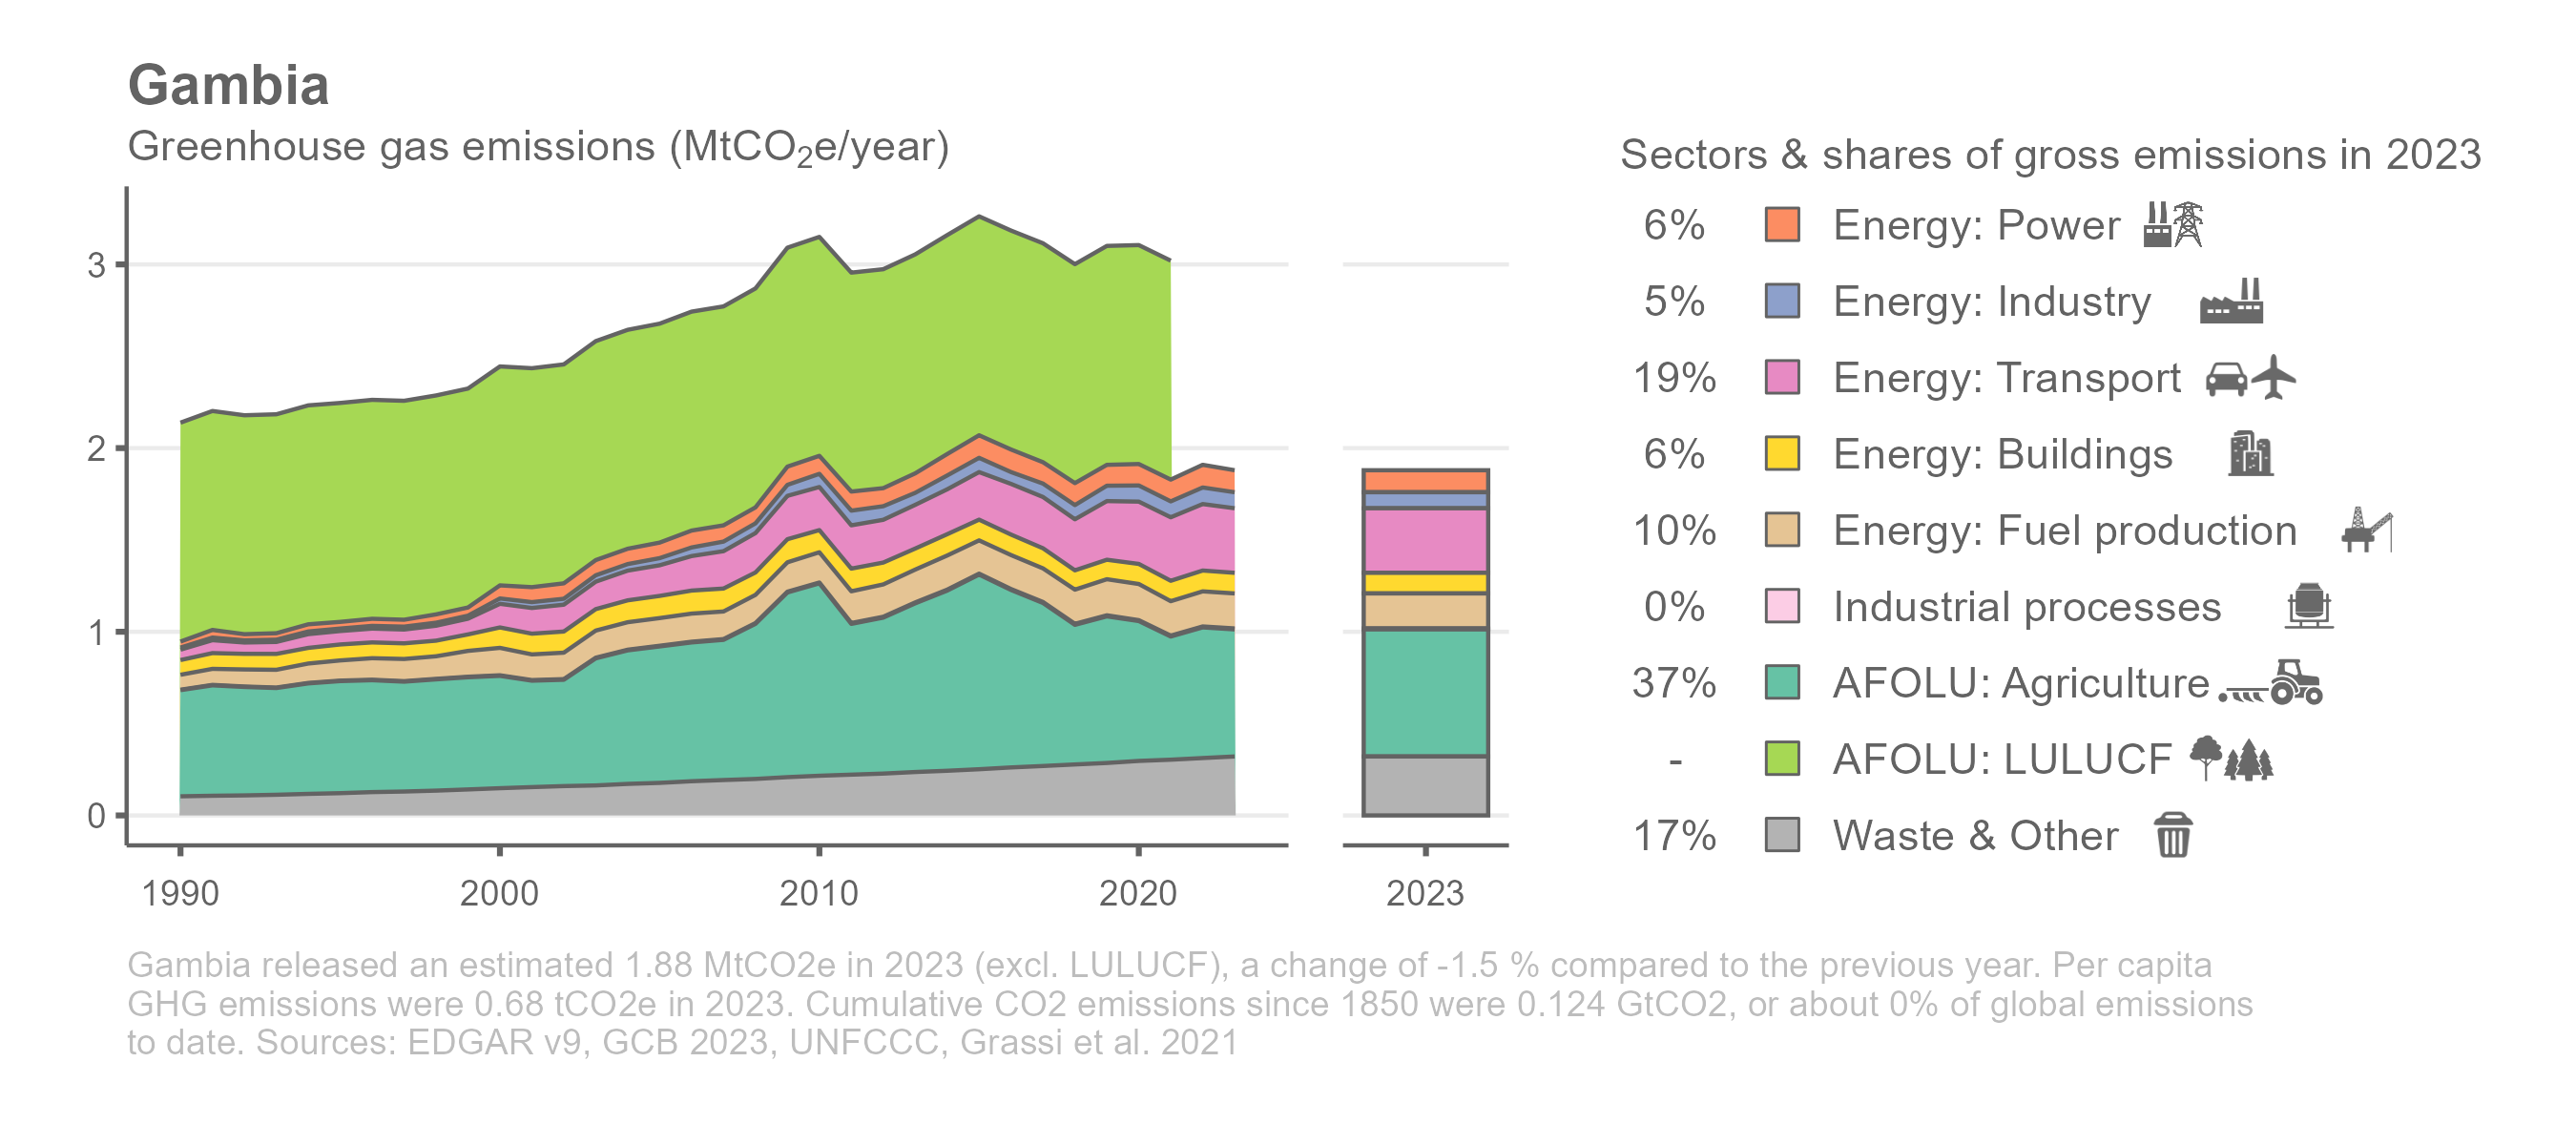 Gambia
Greenhouse gas emissions (MtCO₂e/year)
3
2
1
0
1990 2000 2010 2020 2023
Sectors & shares of gross emissions in 2023
6% Energy: Power
5% Energy: Industry
19% Energy: Transport
6% Energy: Buildings
10% Energy: Fuel production
0% Industrial processes
37% AFOLU: Agriculture
- AFOLU: LULUCF
17% Waste & Other
Gambia released an estimated 1.88 MtCO2e in 2023 (excl. LULUCF), a change of -1.5 % compared to the previous year. Per capita
GHG emissions were 0.68 tCO2e in 2023. Cumulative CO2 emissions since 1850 were 0.124 GtCO2, or about 0% of global emissions
to date. Sources: EDGAR v9, GCB 2023, UNFCCC, Grassi et al. 2021